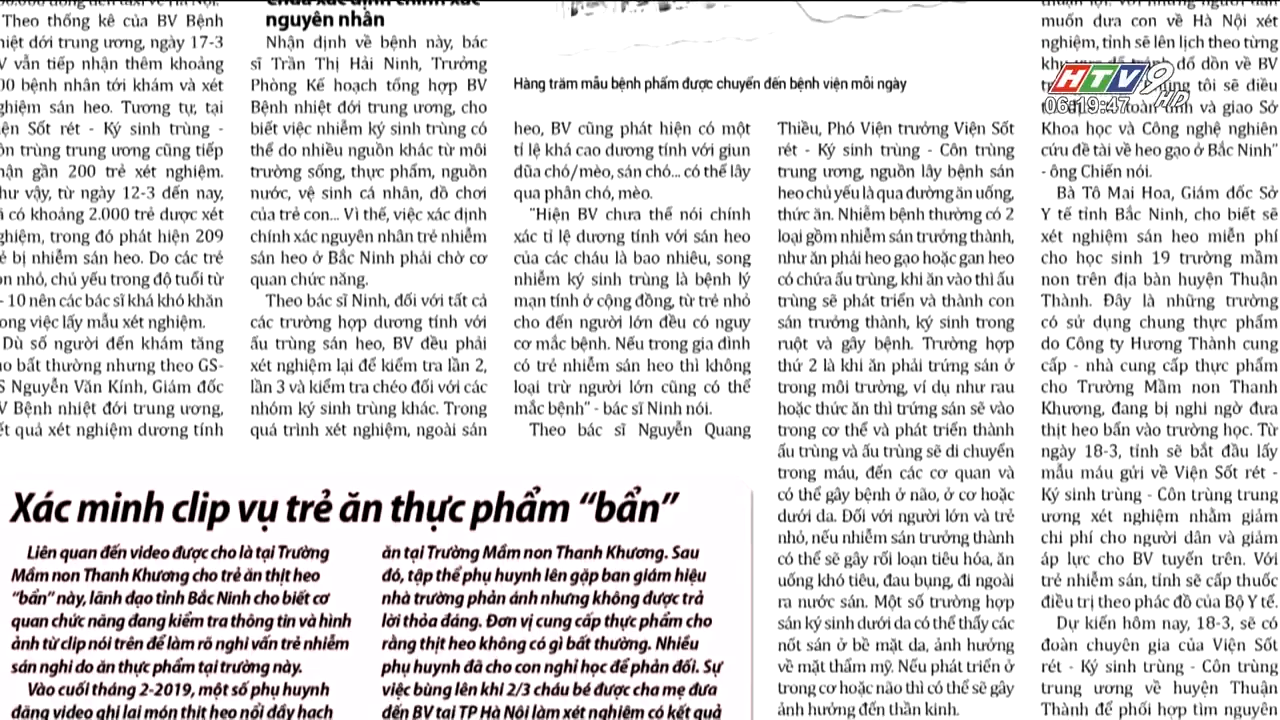 Theo thống kê của BV Bệnh
nhiệt đới trung ương, ngày 17-3
BV vẫn tiếp nhận thêm khoảng
bệnh nhân tới khám và xét
nghiệm sán heo. Tương tự, tại
Viện Sốt rét - Ký sinh trùng -
Côn trùng trung ương cũng tiếp
nhận gần 200 trẻ xét nghiệm.
Như vậy, từ ngày 12-3 đến nay,
đã có khoảng 2.000 trẻ được xét
nghiệm, trong đó phát hiện 209
trẻ bị nhiễm sán heo. Do các trẻ
còn nhỏ, chủ yếu trong độ tuổi từ
- 10 nên các bác sĩ khá khó khăn
trong việc lấy mẫu xét nghiệm.
Dù số người đến khám tăng
cao bất thường nhưng theo GS-
TS Nguyễn Văn Kính, Giám đốc
BV Bệnh nhiệt đới trung ương,
kết quả xét nghiệm dương tính
Chưa xác định chính xác
nguyên nhân
Nhận định về bệnh này, bác
sĩ Trần Thị Hải Ninh, Trưởng
Phòng Kế hoạch tổng hợp BV
Bệnh nhiệt đới trung ương, cho
biết việc nhiễm ký sinh trùng có
thể do nhiều nguồn khác từ môi
trường sống, thực phẩm, nguồn
nước, vệ sinh cá nhân, đồ chơi
của trẻ con... Vì thế, việc xác định
chính xác nguyên nhân trẻ nhiễm
sán heo ở Bắc Ninh phải chờ cơ
quan chức năng.
Theo bác sĩ Ninh, đối với tất cả
các trường hợp dương tính với
ấu trùng sán heo, BV đều phải
xét nghiệm lại để kiểm tra lần 2,
lần 3 và kiểm tra chéo đối với các
nhóm ký sinh trùng khác. Trong
quá trình xét nghiệm, ngoài sán
Hàng trăm mẫu bệnh phẩm được chuyển đến bệnh viện mỗi ngày
heo, BV cũng phát hiện có một
tỉ lệ khá cao dương tính với giun
đũa chó/mèo, sán chó... có thể lây
qua phân chó, mèo.
"Hiện BV chưa thể nói chính
xác tỉ lệ dương tính với sán heo
của các cháu là bao nhiêu, song
nhiễm ký sinh trùng là bệnh lý
mạn tính ở cộng đồng, từ trẻ nhỏ
cho đến người lớn đều có nguy
cơ mắc bệnh. Nếu trong gia đình
có trẻ nhiễm sán heo thì không
loại trừ người lớn cũng có thể
mắc bệnh" - bác sĩ Ninh nói.
Theo bác sĩ Nguyễn Quang
Thiều, Phó Viện trưởng Viện Sốt
rét - Ký sinh trùng - Côn trùng
trung ương, nguồn lây bệnh sán
heo chủ yếu là qua đường ăn uống,
thức ăn. Nhiễm bệnh thường có 2
loại gồm nhiễm sán trưởng thành,
như ăn phải heo gạo hoặc gan heo
có chứa ấu trùng, khi ăn vào thì ấu
trùng sẽ phát triển và thành con
sán trưởng thành, ký sinh trong
ruột và gây bệnh. Trường hợp
thứ 2 là khi ăn phải trứng sán ở
trong môi trường, ví dụ như rau
hoặc thức ăn thì trứng sán sẽ vào
trong cơ thể và phát triển thành
ấu trùng và ấu trùng sẽ di chuyển
trong máu, đến các cơ quan và
có thể gây bệnh ở não, ở cơ hoặc
dưới da. Đối với người lớn và trẻ
nhỏ, nếu nhiễm sán trưởng thành
có thể sẽ gây rối loạn tiêu hóa, ăn
uống khó tiêu, đau bụng, đi ngoài
ra nước sán. Một số trường hợp
sán ký sinh dưới da có thể thấy các
nốt sán ở bề mặt da, ảnh hưởng
về mặt thẩm mỹ. Nếu phát triển ở
trong cơ hoặc não thì có thể sẽ gây
ảnh hưởng đến thần kinh.
muốn đưa con về Hà Nội xét
nghiệm, tỉnh sẽ lên lịch theo từng
đổ dồn về BV
tôi sẽ điều
tỉnh và giao Sở
Khoa học và Công nghệ nghiên
cứu đề tài về heo gạo ở Bắc Ninh"
- ông Chiến nói.
Bà Tô Mai Hoa, Giám đốc Sở
Y tế tỉnh Bắc Ninh, cho biết sẽ
xét nghiệm sán heo miễn phí
cho học sinh 19 trường mầm
non trên địa bàn huyện Thuận
Thành. Đây là những trường
có sử dụng chung thực phẩm
do Công ty Hương Thành cung
cấp - nhà cung cấp thực phẩm
cho Trường Mầm non Thanh
Khương, đang bị nghi ngờ đưa
thịt heo bẩn vào trường học. Từ
ngày 18-3, tỉnh sẽ bắt đầu lấy
mẫu máu gửi về Viện Sốt rét -
Ký sinh trùng - Côn trùng trung
ương xét nghiệm nhằm giảm
chi phí cho người dân và giảm
áp lực cho BV tuyến trên. Với
trẻ nhiễm sán, tỉnh sẽ cấp thuốc
điều trị theo phác đồ của Bộ Y tế.
Dự kiến hôm nay, 18-3, sẽ có
đoàn chuyên gia của Viện Sốt
rét - Ký sinh trùng - Côn trùng
trung ương về huyện Thuận
Thành để phối hợp tìm nguyên
HTV9 HD
06:19:47
Xác minh clip vụ trẻ ăn thực phẩm "bẩn"
Liên quan đến video được cho là tại Trường
Mầm non Thanh Khương cho trẻ ăn thịt heo
"bẩn" này, lãnh đạo tỉnh Bắc Ninh cho biết cơ
quan chức năng đang kiểm tra thông tin và hình
ảnh từ clip nói trên để làm rõ nghi vấn trẻ nhiễm
sán nghi do ăn thực phẩm tại trường này.
Vào cuối tháng 2-2019, một số phụ huynh
đăng video ghi lại món thịt heo nổi đầy hạch
ăn tại Trường Mầm non Thanh Khương. Sau
đó, tập thể phụ huynh lên gặp ban giám hiệu
nhà trường phản ánh nhưng không được trả
lời thỏa đáng. Đơn vị cung cấp thực phẩm cho
rằng thịt heo không có gì bất thường. Nhiều
phụ huynh đã cho con nghỉ học để phản đối. Sự
việc bùng lên khi 2/3 cháu bé được cha mẹ đưa
đến BV tại TP Hà Nội làm xét nghiệm có kết quả